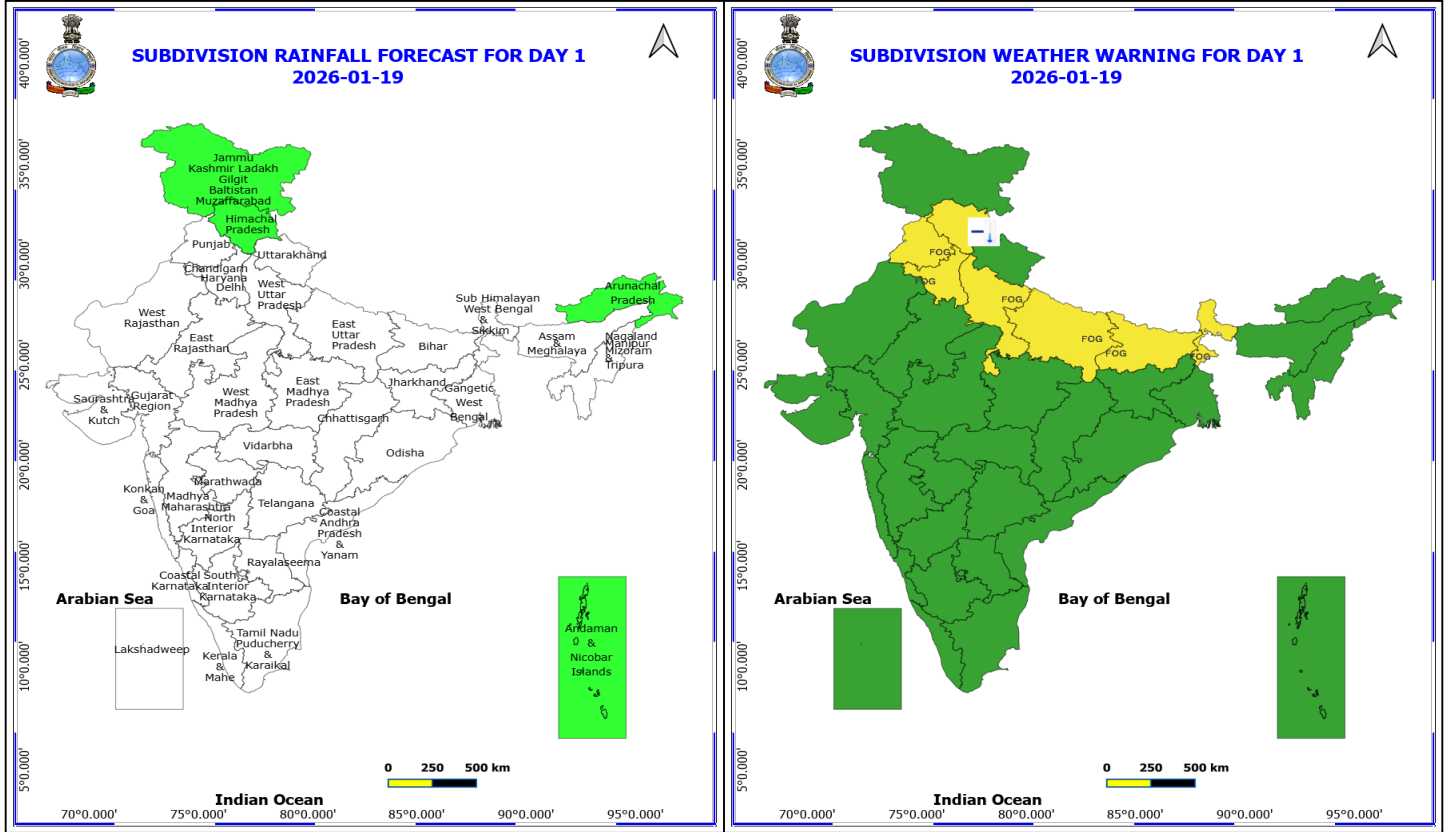 SUBDIVISION RAINFALL FORECAST FOR DAY 1
2026-01-19
40°0.000'
35°0.000'
30°0.000'
25°0.000'
20°0.000'
15°0.000'
10°0.000'
5°0.000'
Jammu
Kashmir Ladakh
Gilgit
Baltistan
Muzaffarabad
Himachal
Pradesh
Punjab
Uttarakhand
Chandigarh
Haryana
Delhi
West
Uttar
Pradesh
Arunachal
Pradesh
Sub Himalayan
West Bengal
&
Sikkim
West
Rajasthan
East
Rajasthan
East
Uttar
Pradesh
Bihar
Assam
&
Meghalaya
Nagaland
Manipur
Mizoram
&
Tripura
Saurashtra
&
Kutch
Gujarat
Region
West
Madhya
Pradesh
East
Madhya
Pradesh
Jharkhand
Gangetic
West
Bengal
Chhattisgarh
Vidarbha
Odisha
Konkan
&
Goa
Marathwada
Madhya
Maharashtra
Telangana
North
Interior
Karnataka
Coastal
Andhra
Pradesh
&
Yanam
Rayalaseema
Coastal
Karnataka
South
Interior
Karnataka
Arabian Sea
Bay of Bengal
Lakshadweep
Tamil Nadu
Puducherry
&
Karaikal
Kerala
&
Mahe
Andaman
&
Nicobar
Islands
0 250 500 km
Indian Ocean
70°0.000' 75°0.000' 80°0.000' 85°0.000' 90°0.000' 95°0.000'
SUBDIVISION WEATHER WARNING FOR DAY 1
2026-01-19
40°0.000'
35°0.000'
30°0.000'
25°0.000'
20°0.000'
15°0.000'
10°0.000'
5°0.000'
FOG
FOG
FOG
FOG
FOG
FOG
Arabian Sea
Bay of Bengal
0 250 500 km
Indian Ocean
70°0.000' 75°0.000' 80°0.000' 85°0.000' 90°0.000' 95°0.000'